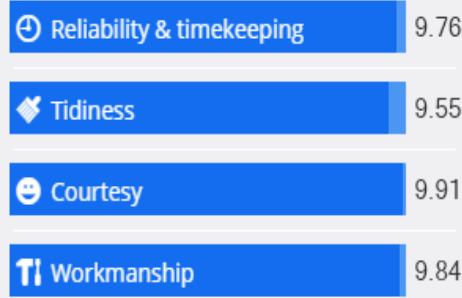 Reliability & timekeeping 9.76
Tidiness 9.55
Courtesy 9.91
Workmanship 9.84